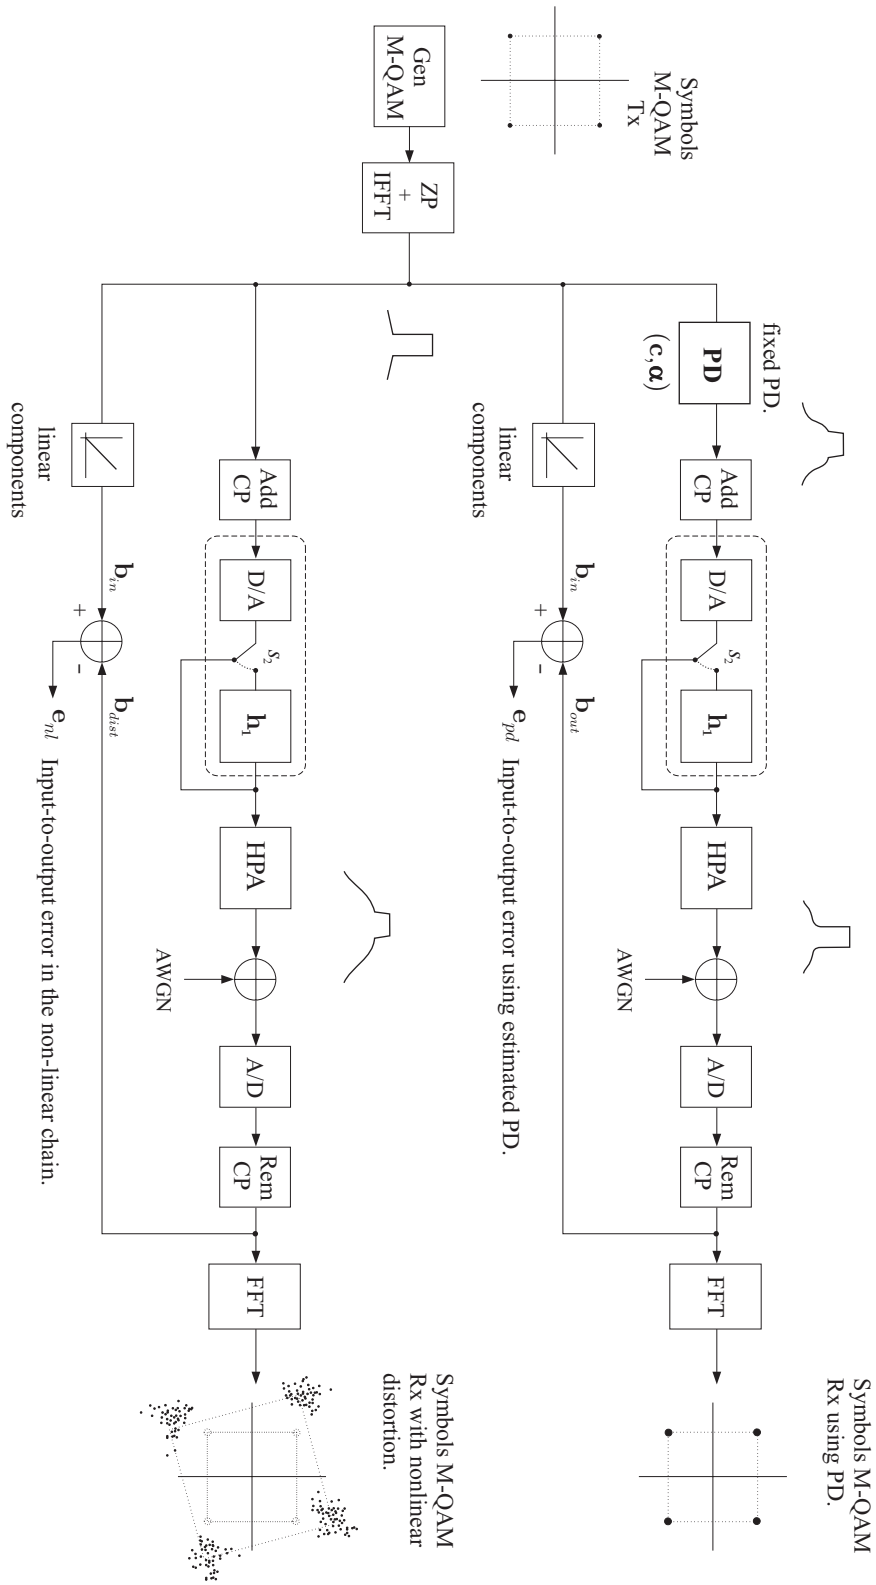 Symbols
M-QAM
Tx
Gen
M-QAM
ZP
+
IFFT
fixed PD.
PD
(c,α)
Add
CP
D/A
s2
h1
HPA
AWGN
A/D
Rem
CP
FFT
Symbols M-QAM
Rx using PD.
linear
components
b_in
+
-
b_out
e_pd Input-to-output error using estimated PD.
Add
CP
D/A
s2
h1
HPA
AWGN
A/D
Rem
CP
FFT
Symbols M-QAM
Rx with nonlinear
distortion.
linear
components
b_in
+
-
b_dist
e_nl Input-to-output error in the non-linear chain.